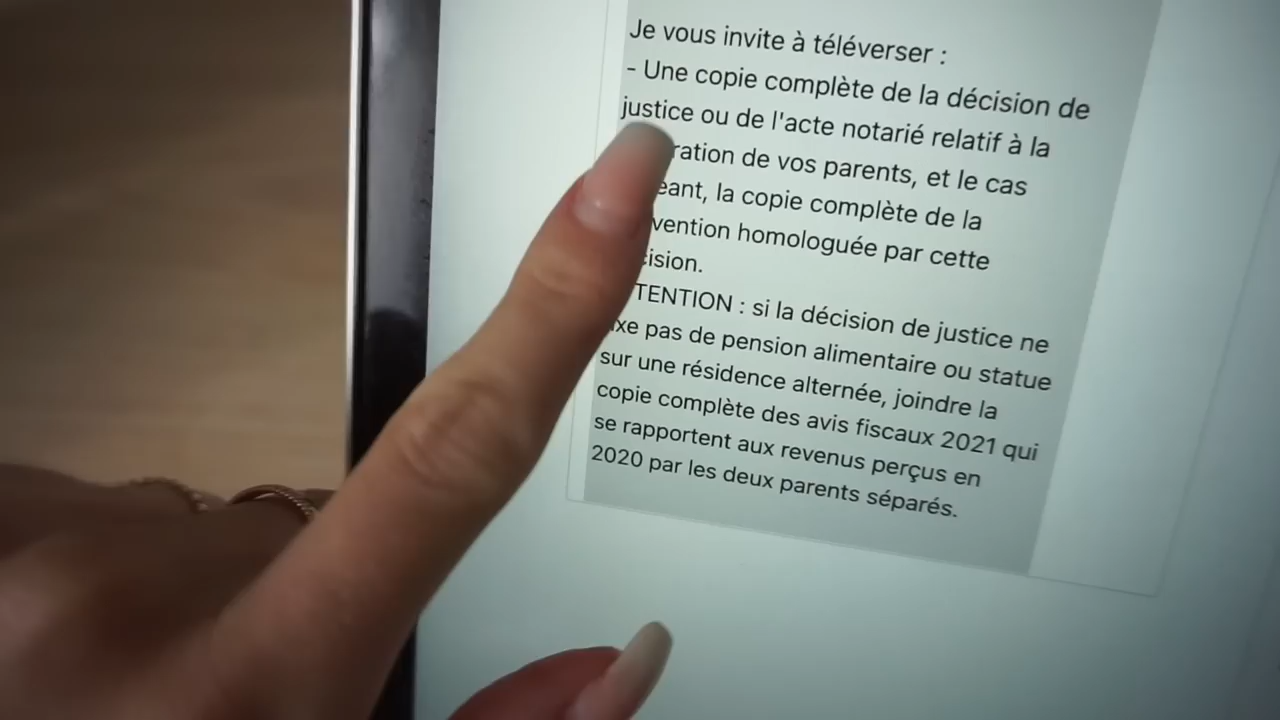 Je vous invite à téléverser :
- Une copie complète de la décision de
justice ou de l'acte notarié relatif à la
ration de vos parents, et le cas
eant, la copie complète de la
vention homologuée par cette
ision.
TENTION : si la décision de justice ne
xe pas de pension alimentaire ou statue
sur une résidence alternée, joindre la
copie complète des avis fiscaux 2021 qui
se rapportent aux revenus perçus en
2020 par les deux parents séparés.